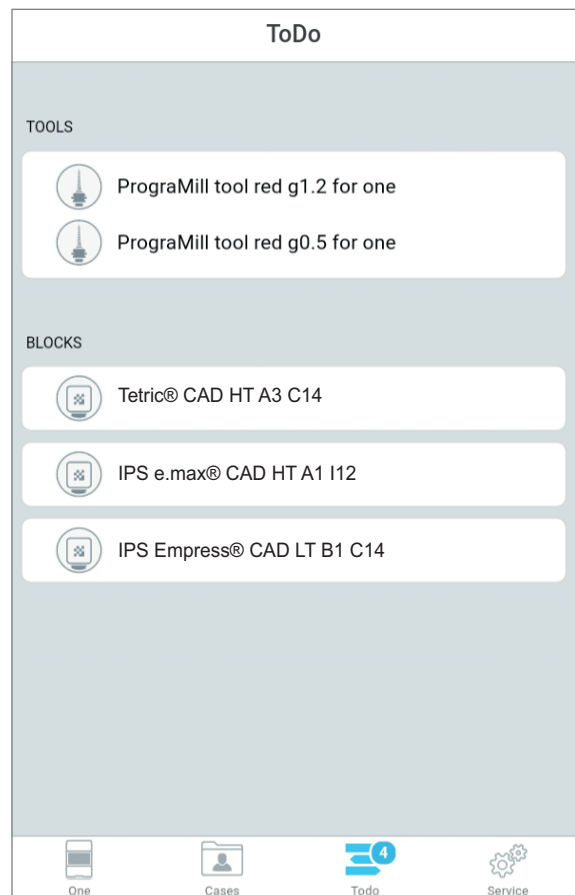 ToDo
TOOLS
PrograMill tool red g1.2 for one
PrograMill tool red g0.5 for one
BLOCKS
Tetric® CAD HT A3 C14
IPS e.max® CAD HT A1 I12
IPS Empress® CAD LT B1 C14
4
One Cases Todo Service